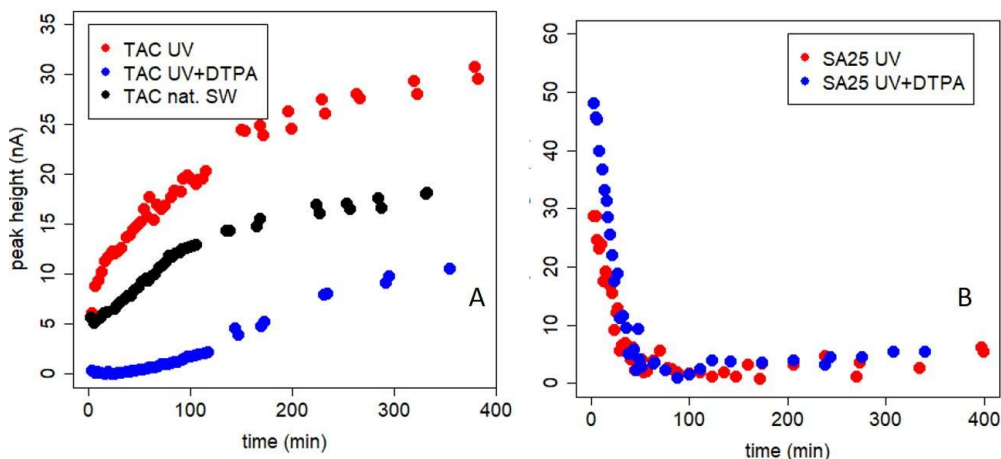 TAC UV
TAC UV+DTPA
TAC nat. SW
peak height (nA)
35
30
25
20
15
10
5
0
0 100 200 300 400
time (min)
A
SA25 UV
SA25 UV+DTPA
60
50
40
30
20
10
0
0 100 200 300 400
time (min)
B